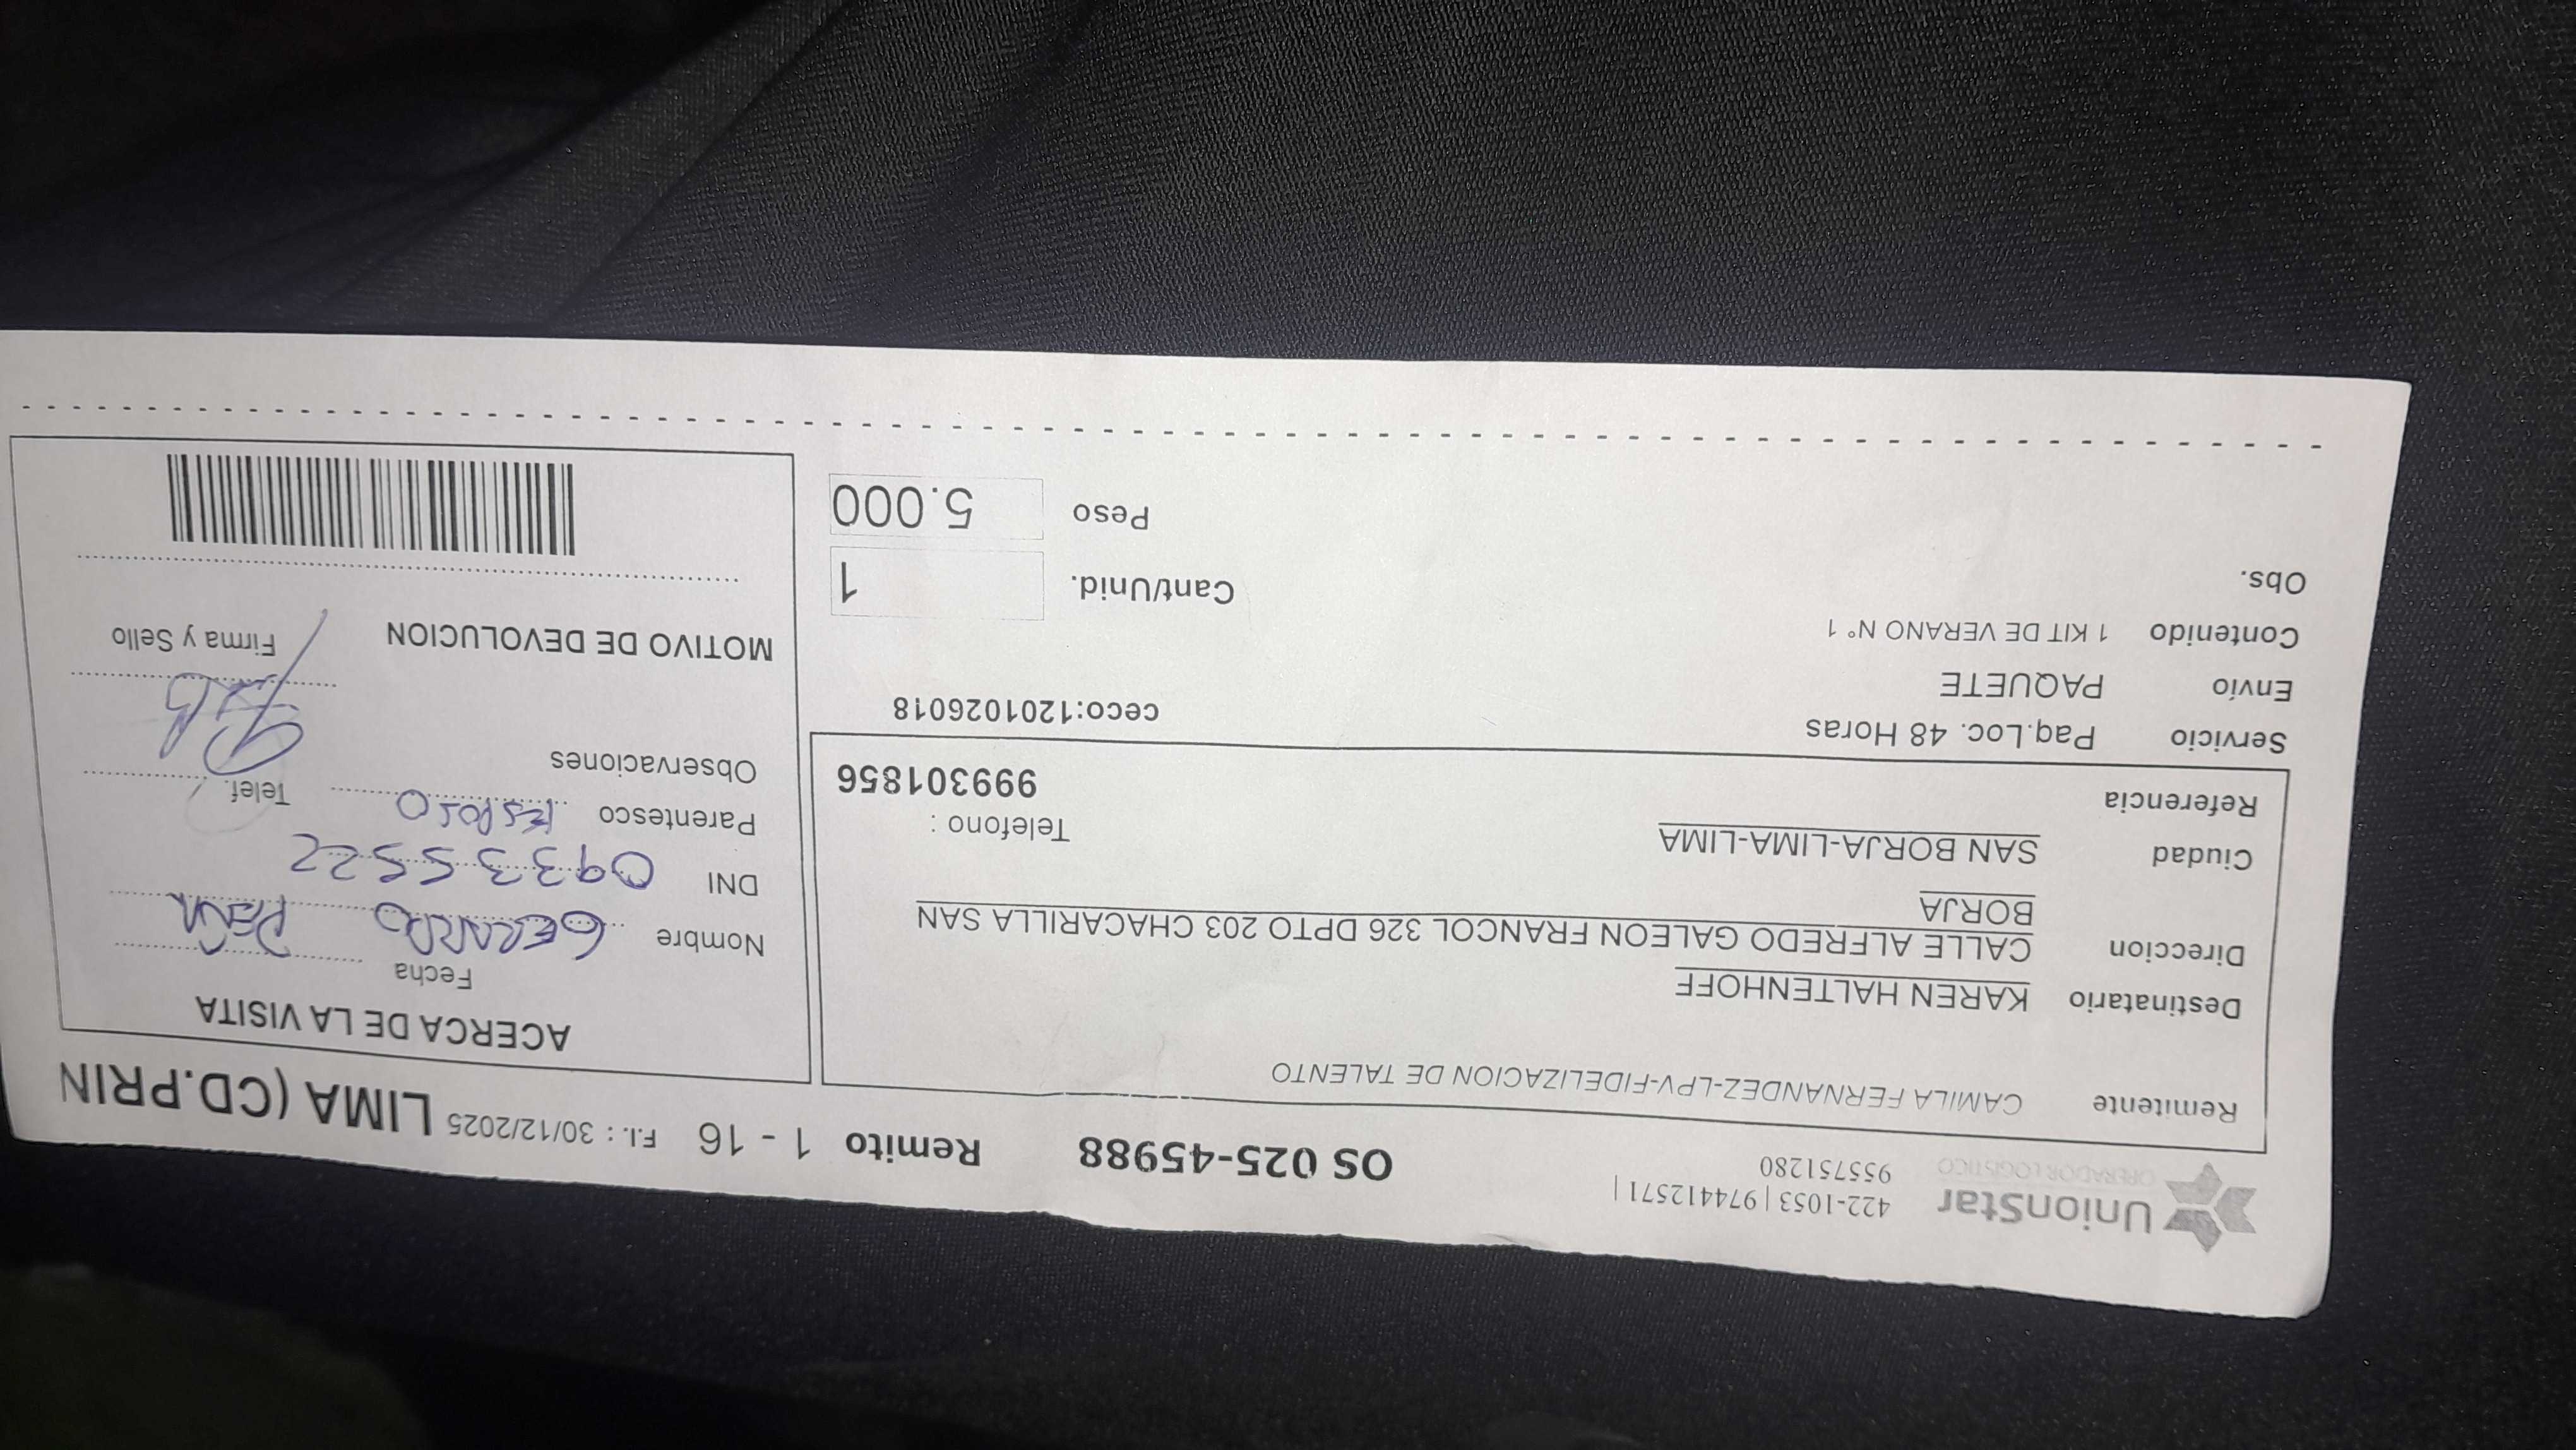 UnionStar
OPERADOR LOGISTICO
422-1053 | 974412571 |
955751280
OS 025-45988
Remito 1 - 16
F.I. : 30/12/2025
LIMA (CD.PRIN
Remitente CAMILA FERNANDEZ-LPV-FIDELIZACION DE TALENTO
Destinatario KAREN HALTENHOFF
Direccion CALLE ALFREDO GALEON FRANCOL 326 DPTO 203 CHACARILLA SAN
BORJA
Ciudad SAN BORJA-LIMA-LIMA
Telefono :
999301856
Referencia
Servicio Paq.Loc. 48 Horas
ceco:1201026018
Envío PAQUETE
Contenido 1 KIT DE VERANO N° 1
Obs.
Cant/Unid. 1
Peso 5.000
ACERCA DE LA VISITA
Fecha
Nombre GERARDO PEÑA
DNI 09335522
Parentesco ESPOSO Telef.
Observaciones
MOTIVO DE DEVOLUCION Firma y Sello